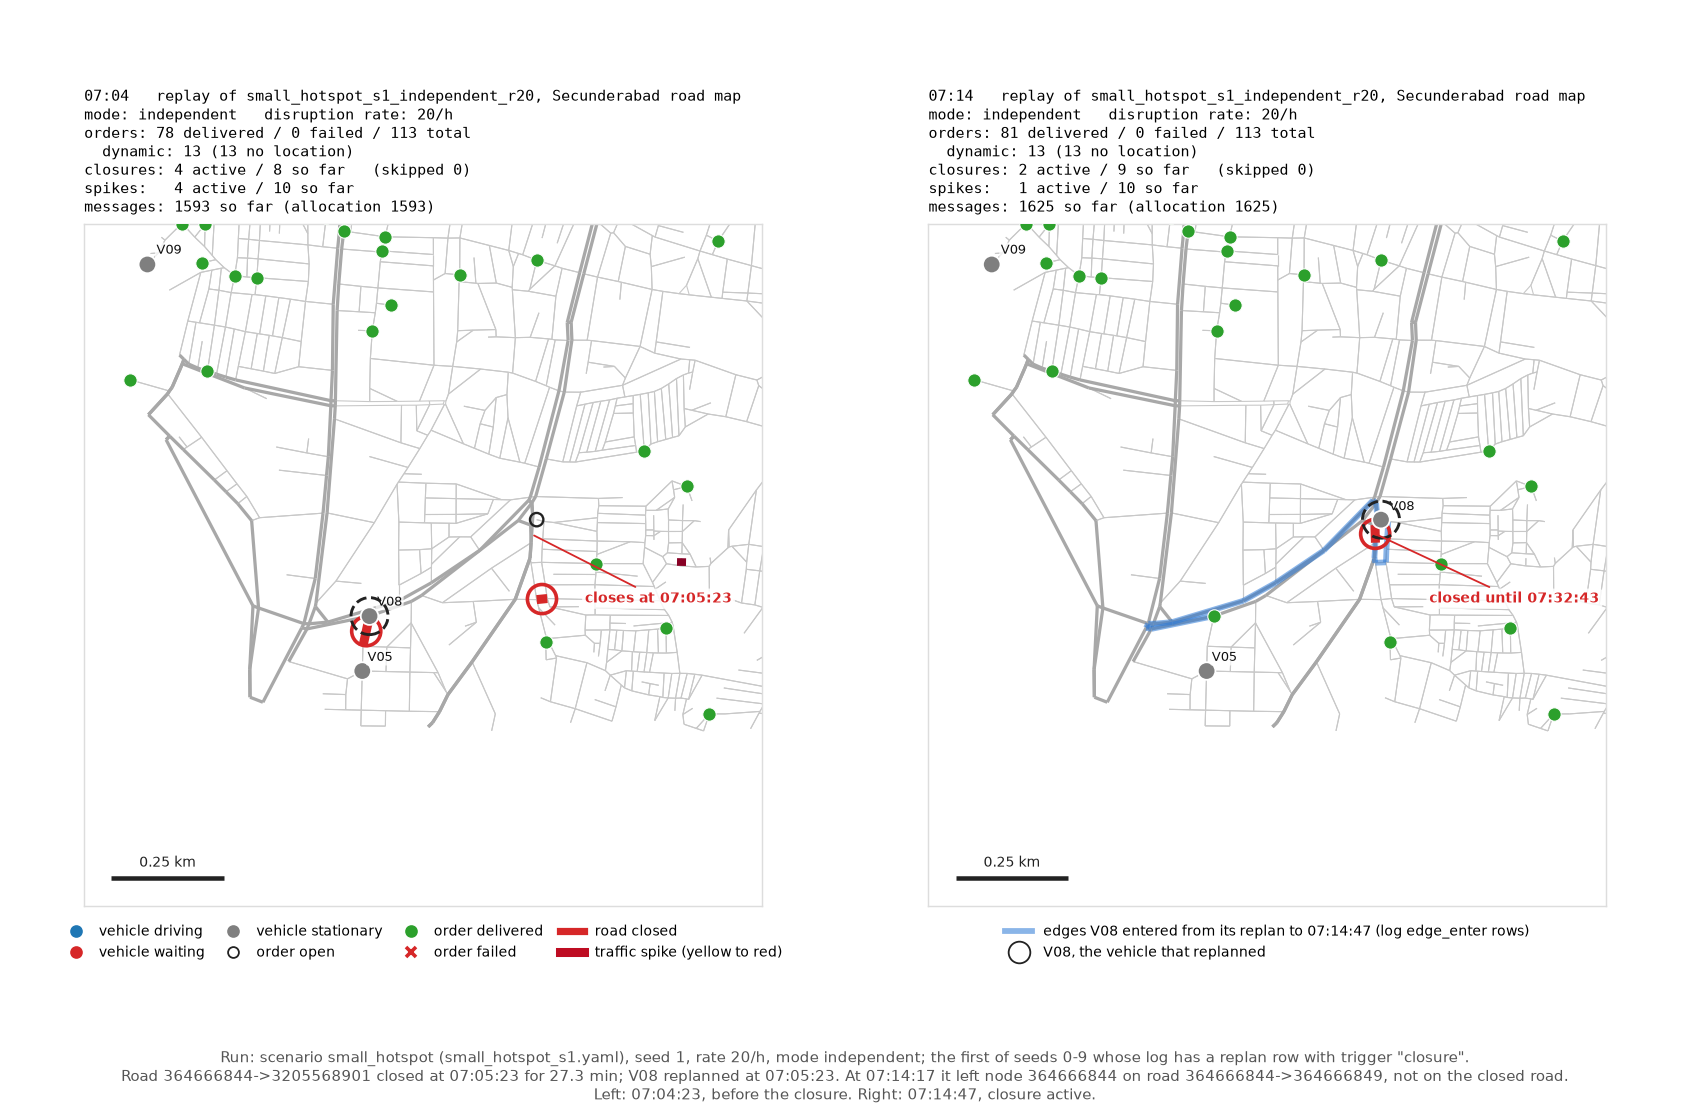 07:04   replay of small_hotspot_s1_independent_r20, Secunderabad road map
mode: independent   disruption rate: 20/h
orders: 78 delivered / 0 failed / 113 total
  dynamic: 13 (13 no location)
closures: 4 active / 8 so far   (skipped 0)
spikes:   4 active / 10 so far
messages: 1593 so far (allocation 1593)
V09
V08
closes at 07:05:23
V05
0.25 km
vehicle driving
vehicle stationary
order delivered
road closed
vehicle waiting
order open
order failed
traffic spike (yellow to red)
07:14   replay of small_hotspot_s1_independent_r20, Secunderabad road map
mode: independent   disruption rate: 20/h
orders: 81 delivered / 0 failed / 113 total
  dynamic: 13 (13 no location)
closures: 2 active / 9 so far   (skipped 0)
spikes:   1 active / 10 so far
messages: 1625 so far (allocation 1625)
V09
V08
closed until 07:32:43
V05
0.25 km
edges V08 entered from its replan to 07:14:47 (log edge_enter rows)
V08, the vehicle that replanned
Run: scenario small_hotspot (small_hotspot_s1.yaml), seed 1, rate 20/h, mode independent; the first of seeds 0-9 whose log has a replan row with trigger "closure".
Road 364666844->3205568901 closed at 07:05:23 for 27.3 min; V08 replanned at 07:05:23. At 07:14:17 it left node 364666844 on road 364666844->364666849, not on the closed road.
Left: 07:04:23, before the closure. Right: 07:14:47, closure active.